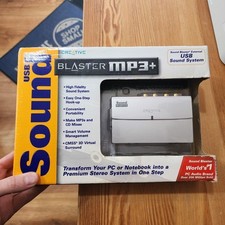 SHOP
SMALL
CREATIVE
Sound Blaster External
USB
Sound System
USB
Sound
BLASTER MP3+
• High Fidelity
Sound System
• Easy One-Step
Hook-up
• Convenient
Portability
• Make MP3s and
CD Mixes
• Smart Volume
Management
• CMSS® 3D Virtual
Surround
Transform Your PC or Notebook into a
Premium Stereo System in One Step
Sound Blaster
World's #1
PC Audio Brand